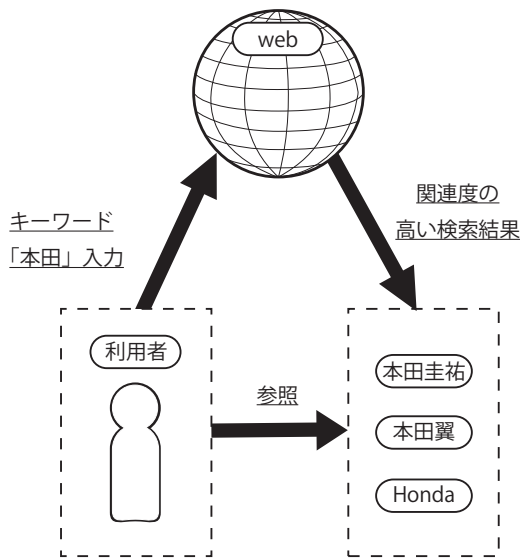 web
キーワード
「本田」入力
関連度の
高い検索結果
利用者
参照
本田圭祐
本田翼
Honda